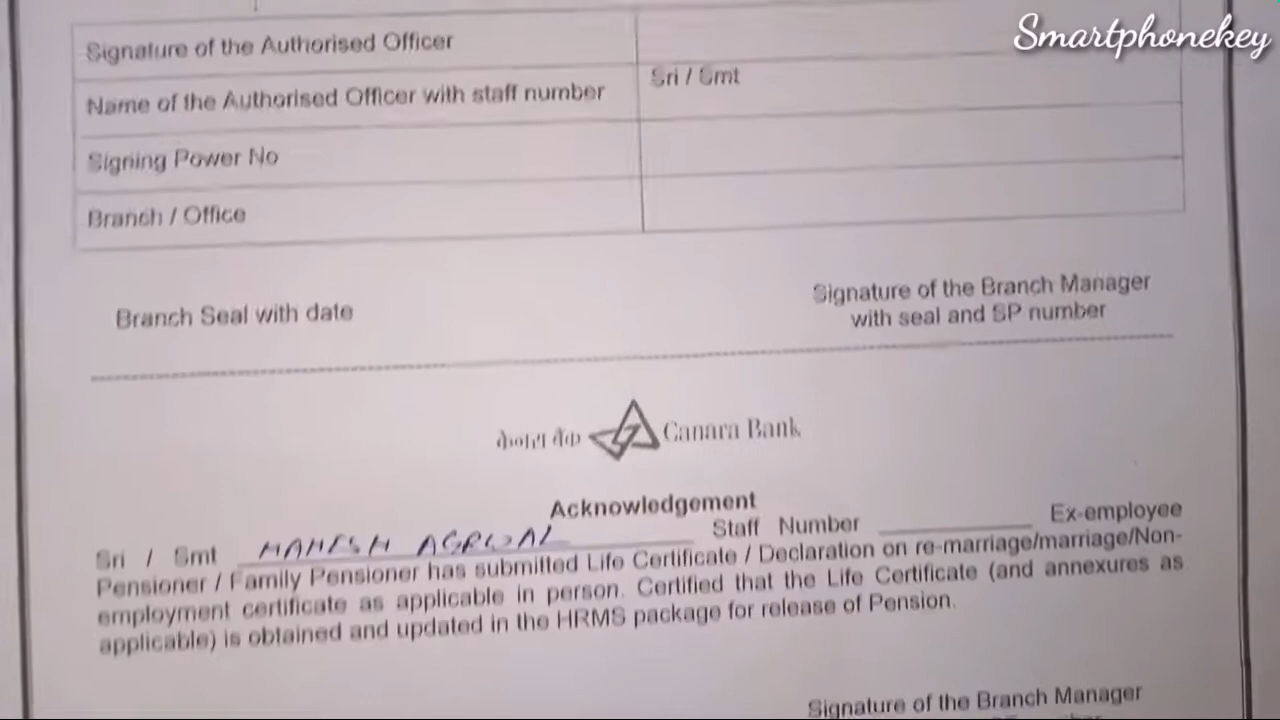 Smartphonekey
Signature of the Authorised Officer
Name of the Authorised Officer with staff number
Sri / Smt
Signing Power No
Branch / Office
Branch Seal with date
Signature of the Branch Manager
with seal and SP number
केनरा बैंक Canara Bank
Acknowledgement
Sri / Smt MAHESH AGRWAL Staff Number ____________ Ex-employee
Pensioner / Family Pensioner has submitted Life Certificate / Declaration on re-marriage/marriage/Non-
employment certificate as applicable in person. Certified that the Life Certificate (and annexures as
applicable) is obtained and updated in the HRMS package for release of Pension.
Signature of the Branch Manager